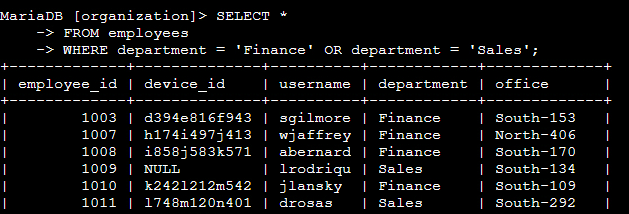 MariaDB [organization]> SELECT *
    -> FROM employees
    -> WHERE department = 'Finance' OR department = 'Sales';
+-------------+--------------+----------+------------+-------------+
| employee_id | device_id    | username | department | office      |
+-------------+--------------+----------+------------+-------------+
|        1003 | d394e816f943 | sgilmore | Finance    | South-153   |
|        1007 | h174i497j413 | wjaffrey | Finance    | North-406   |
|        1008 | i858j583k571 | abernard | Finance    | South-170   |
|        1009 | NULL         | lrodriqu | Sales      | South-134   |
|        1010 | k242l212m542 | jlansky  | Finance    | South-109   |
|        1011 | l748m120n401 | drosas   | Sales      | South-292   |